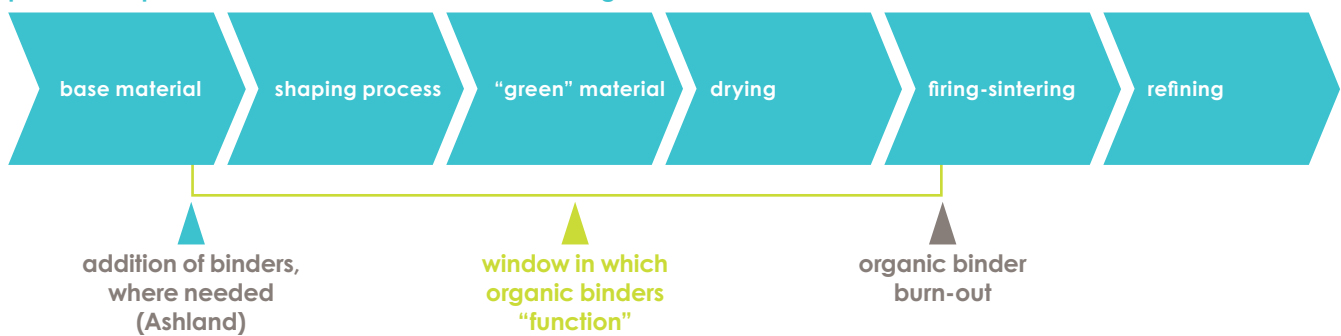 base material
shaping process
“green” material
drying
firing-sintering
refining
addition of binders,
where needed
(Ashland)
window in which
organic binders
“function”
organic binder
burn-out